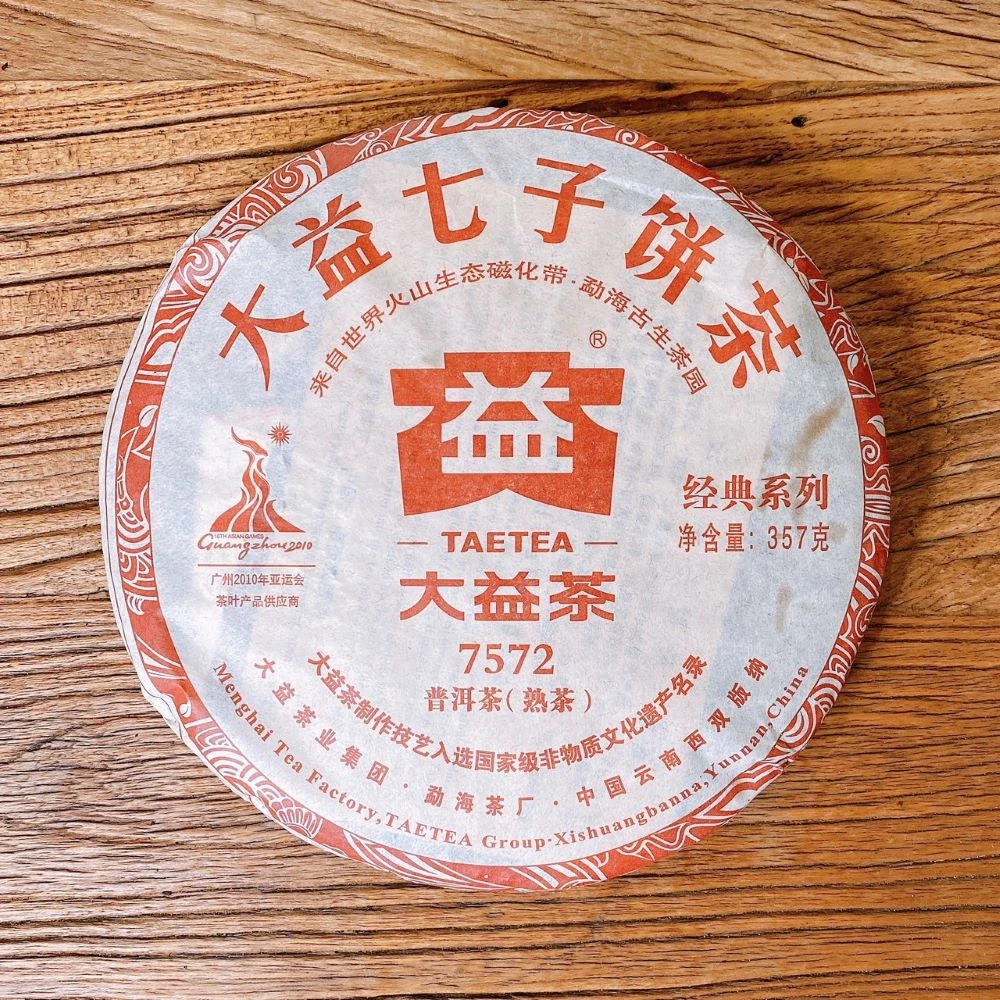 大益七子饼茶
来自世界火山生态磁化带·勐海古生茶园
®
益
TAETEA
大益茶
7572
普洱茶(熟茶)
经典系列
净含量: 357克
16TH ASIAN GAMES
Guangzhou 2010
广州2010年亚运会
茶叶产品供应商
大益茶制作技艺入选国家级非物质文化遗产名录
大益茶业集团·勐海茶厂·中国云南西双版纳
Menghai Tea Factory,TAETEA Group·Xishuangbanna,Yunnan,China